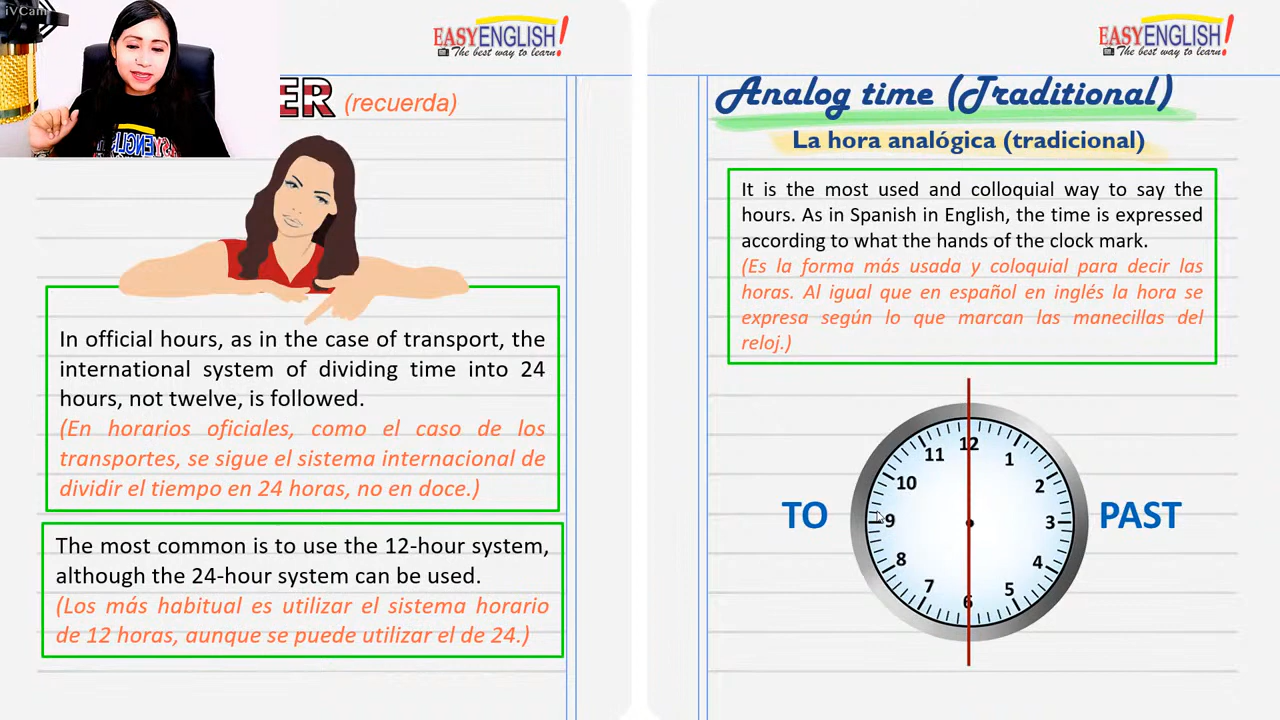 iVCam
EASYENGLISH!
The best way to learn!
ER (recuerda)
In official hours, as in the case of transport, the
international system of dividing time into 24
hours, not twelve, is followed.
(En horarios oficiales, como el caso de los
transportes, se sigue el sistema internacional de
dividir el tiempo en 24 horas, no en doce.)
The most common is to use the 12-hour system,
although the 24-hour system can be used.
(Los más habitual es utilizar el sistema horario
de 12 horas, aunque se puede utilizar el de 24.)
EASYENGLISH!
The best way to learn!
Analog time (Traditional)
La hora analógica (tradicional)
It is the most used and colloquial way to say the
hours. As in Spanish in English, the time is expressed
according to what the hands of the clock mark.
(Es la forma más usada y coloquial para decir las
horas. Al igual que en español en inglés la hora se
expresa según lo que marcan las manecillas del
reloj.)
TO
12
1
2
3
4
5
6
7
8
9
10
11
PAST